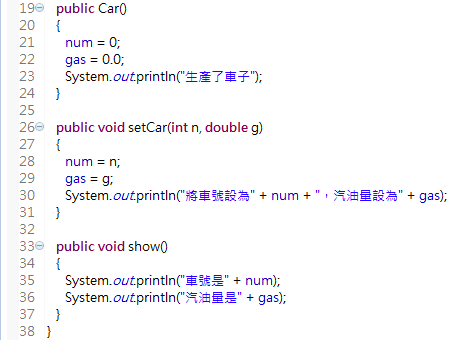 19 public Car()
20 {
21 num = 0;
22 gas = 0.0;
23 System.out.println("生產了車子");
24 }
25
26 public void setCar(int n, double g)
27 {
28 num = n;
29 gas = g;
30 System.out.println("將車號設為" + num + "，汽油量設為" + gas);
31 }
32
33 public void show()
34 {
35 System.out.println("車號是" + num);
36 System.out.println("汽油量是" + gas);
37 }
38 }